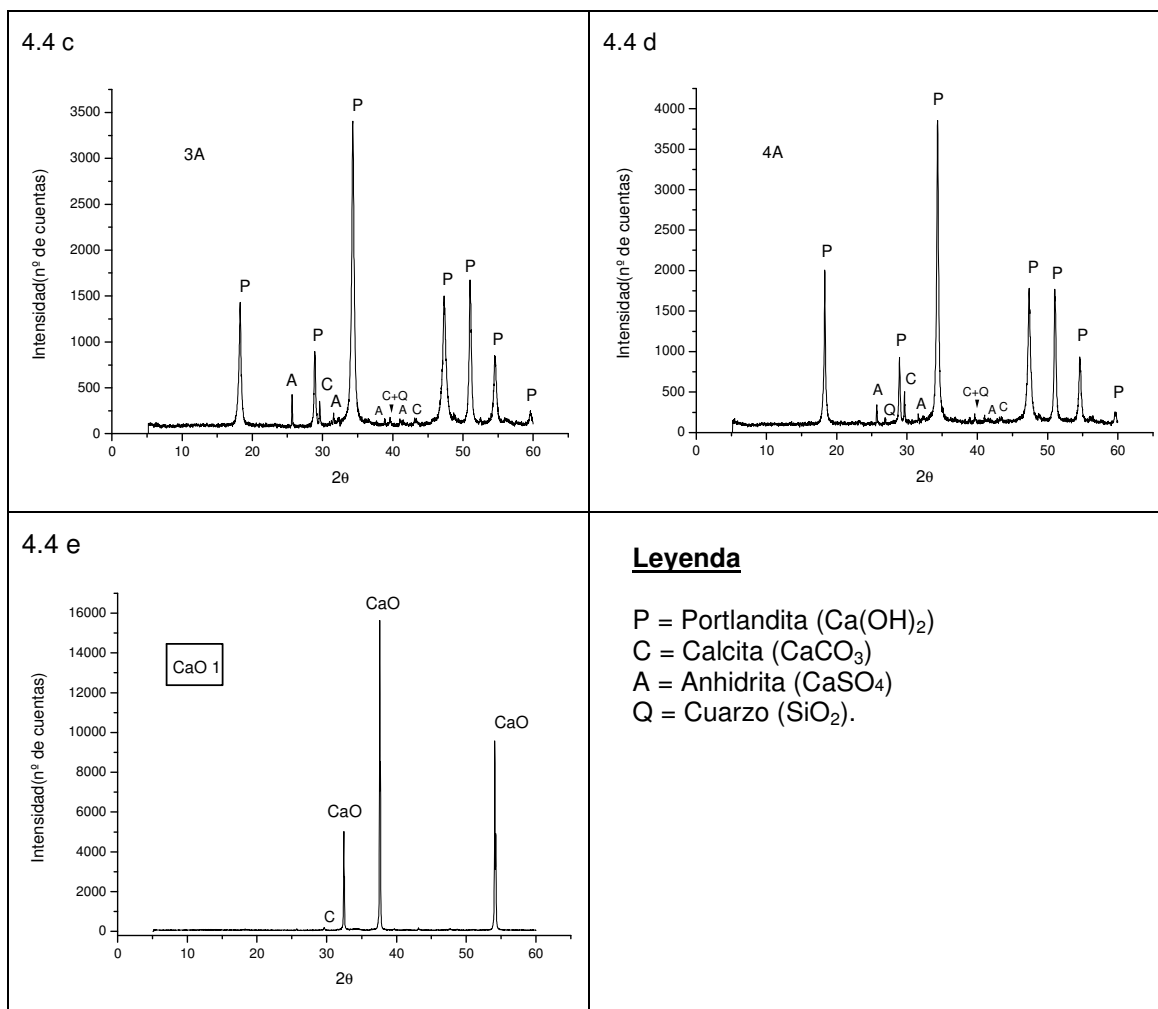 4.4 c
3A
Intensidad(nº de cuentas)
3500
3000
2500
2000
1500
1000
500
0
P
A
P
C
A
P
A
C+Q
A
C
P
P
P
P
0 10 20 30 40 50 60
2θ
4.4 d
4A
Intensidad(nº de cuentas)
4000
3500
3000
2500
2000
1500
1000
500
0
P
A
Q
P
C
A
P
C+Q
A
C
P
P
P
P
0 10 20 30 40 50 60
2θ
4.4 e
CaO 1
Intensidad(nº de cuentas)
16000
14000
12000
10000
8000
6000
4000
2000
0
C
CaO
CaO
CaO
0 10 20 30 40 50 60
2θ
Leyenda
P = Portlandita (Ca(OH)₂)
C = Calcita (CaCO₃)
A = Anhidrita (CaSO₄)
Q = Cuarzo (SiO₂).